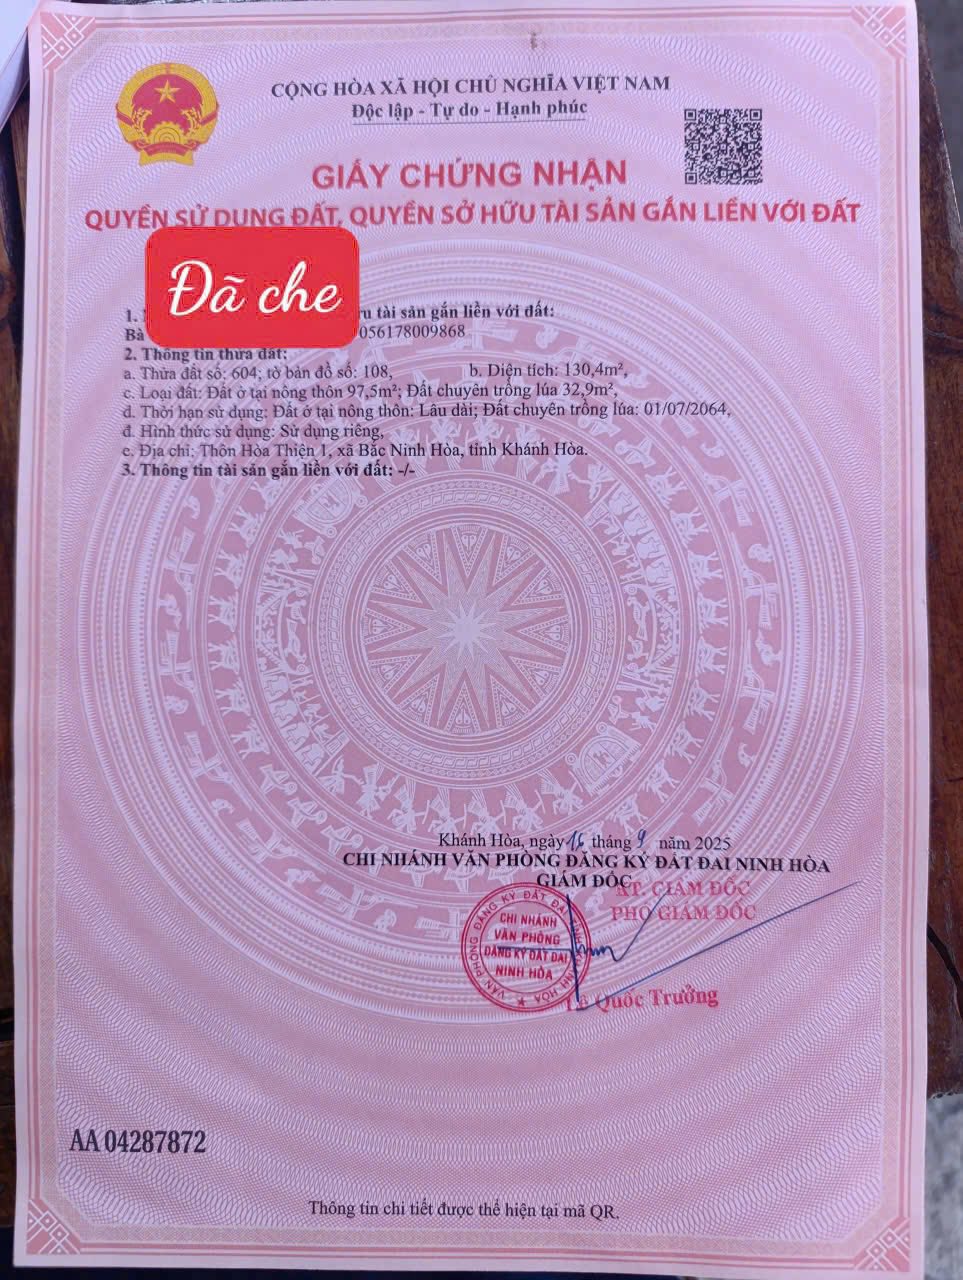 CỘNG HÒA XÃ HỘI CHỦ NGHĨA VIỆT NAM
Độc lập - Tự do - Hạnh phúc
GIẤY CHỨNG NHẬN
QUYỀN SỬ DỤNG ĐẤT, QUYỀN SỞ HỮU TÀI SẢN GẮN LIỀN VỚI ĐẤT
Đã che
1. tài sản gắn liền với đất:
Bà 056178009868
2. Thông tin thửa đất:
a. Thửa đất số: 604; tờ bản đồ số: 108, b. Diện tích: 130,4m²,
c. Loại đất: Đất ở tại nông thôn 97,5m²; Đất chuyên trồng lúa 32,9m²,
d. Thời hạn sử dụng: Đất ở tại nông thôn: Lâu dài; Đất chuyên trồng lúa: 01/07/2064,
đ. Hình thức sử dụng: Sử dụng riêng,
e. Địa chỉ: Thôn Hòa Thiện 1, xã Bắc Ninh Hòa, tỉnh Khánh Hòa.
3. Thông tin tài sản gắn liền với đất: -/-
Khánh Hòa, ngày 16 tháng 9 năm 2025
CHI NHÁNH VĂN PHÒNG ĐĂNG KÝ ĐẤT ĐAI NINH HÒA
GIÁM ĐỐC
KT. GIÁM ĐỐC
PHÓ GIÁM ĐỐC
CHI NHÁNH
VĂN PHÒNG
ĐĂNG KÝ ĐẤT ĐAI
NINH HÒA
Lê Quốc Trưởng
AA 04287872
Thông tin chi tiết được thể hiện tại mã QR.